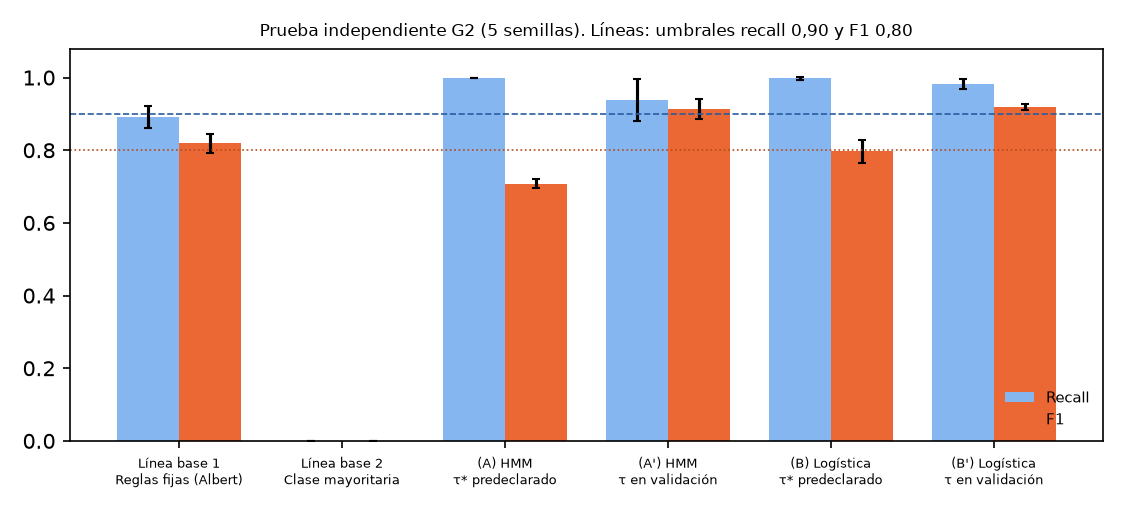 Prueba independiente G2 (5 semillas). Líneas: umbrales recall 0,90 y F1 0,80
1.0
0.8
0.6
0.4
0.2
0.0
Recall
F1
Línea base 1
Reglas fijas (Albert)
Línea base 2
Clase mayoritaria
(A) HMM
τ* predeclarado
(A') HMM
τ en validación
(B) Logística
τ* predeclarado
(B') Logística
τ en validación